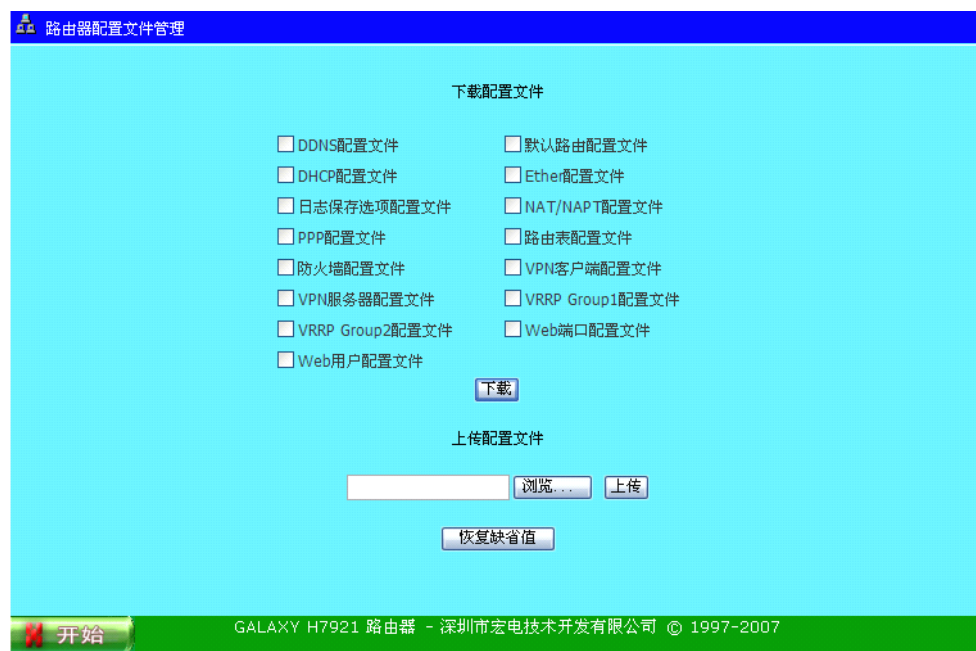 路由器配置文件管理
下载配置文件
DDNS配置文件 默认路由配置文件
DHCP配置文件 Ether配置文件
日志保存选项配置文件 NAT/NAPT配置文件
PPP配置文件 路由表配置文件
防火墙配置文件 VPN客户端配置文件
VPN服务器配置文件 VRRP Group1配置文件
VRRP Group2配置文件 Web端口配置文件
Web用户配置文件
下载
上传配置文件
浏览... 上传
恢复缺省值
开始 GALAXY H7921 路由器 - 深圳市宏电技术开发有限公司 © 1997-2007